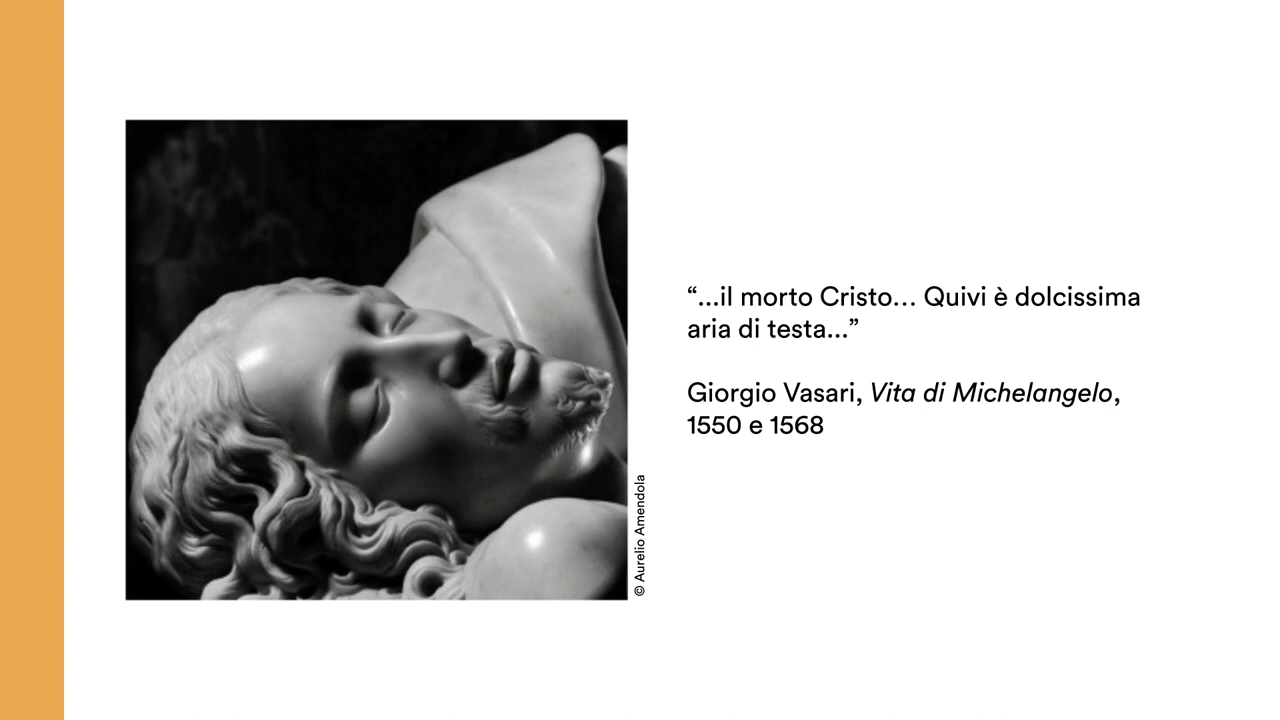 “...il morto Cristo… Quivi è dolcissima
aria di testa...”
Giorgio Vasari, Vita di Michelangelo,
1550 e 1568
© Aurelio Amendola